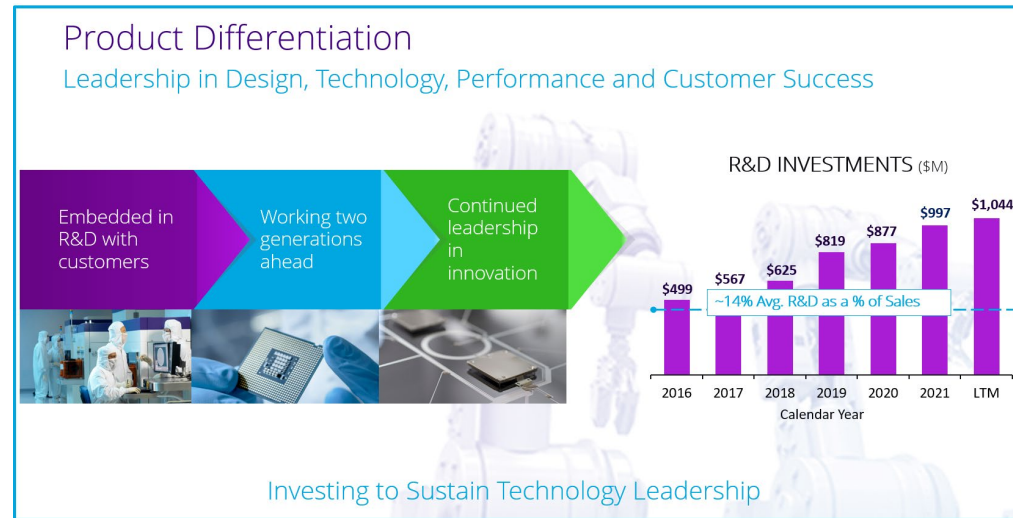 Product Differentiation
Leadership in Design, Technology, Performance and Customer Success
Embedded in
R&D with
customers
Working two
generations
ahead
Continued
leadership
in
innovation
R&D INVESTMENTS ($M)
$499
$567
$625
$819
$877
$997
$1,044
~14% Avg. R&D as a % of Sales
2016 2017 2018 2019 2020 2021 LTM
Calendar Year
Investing to Sustain Technology Leadership